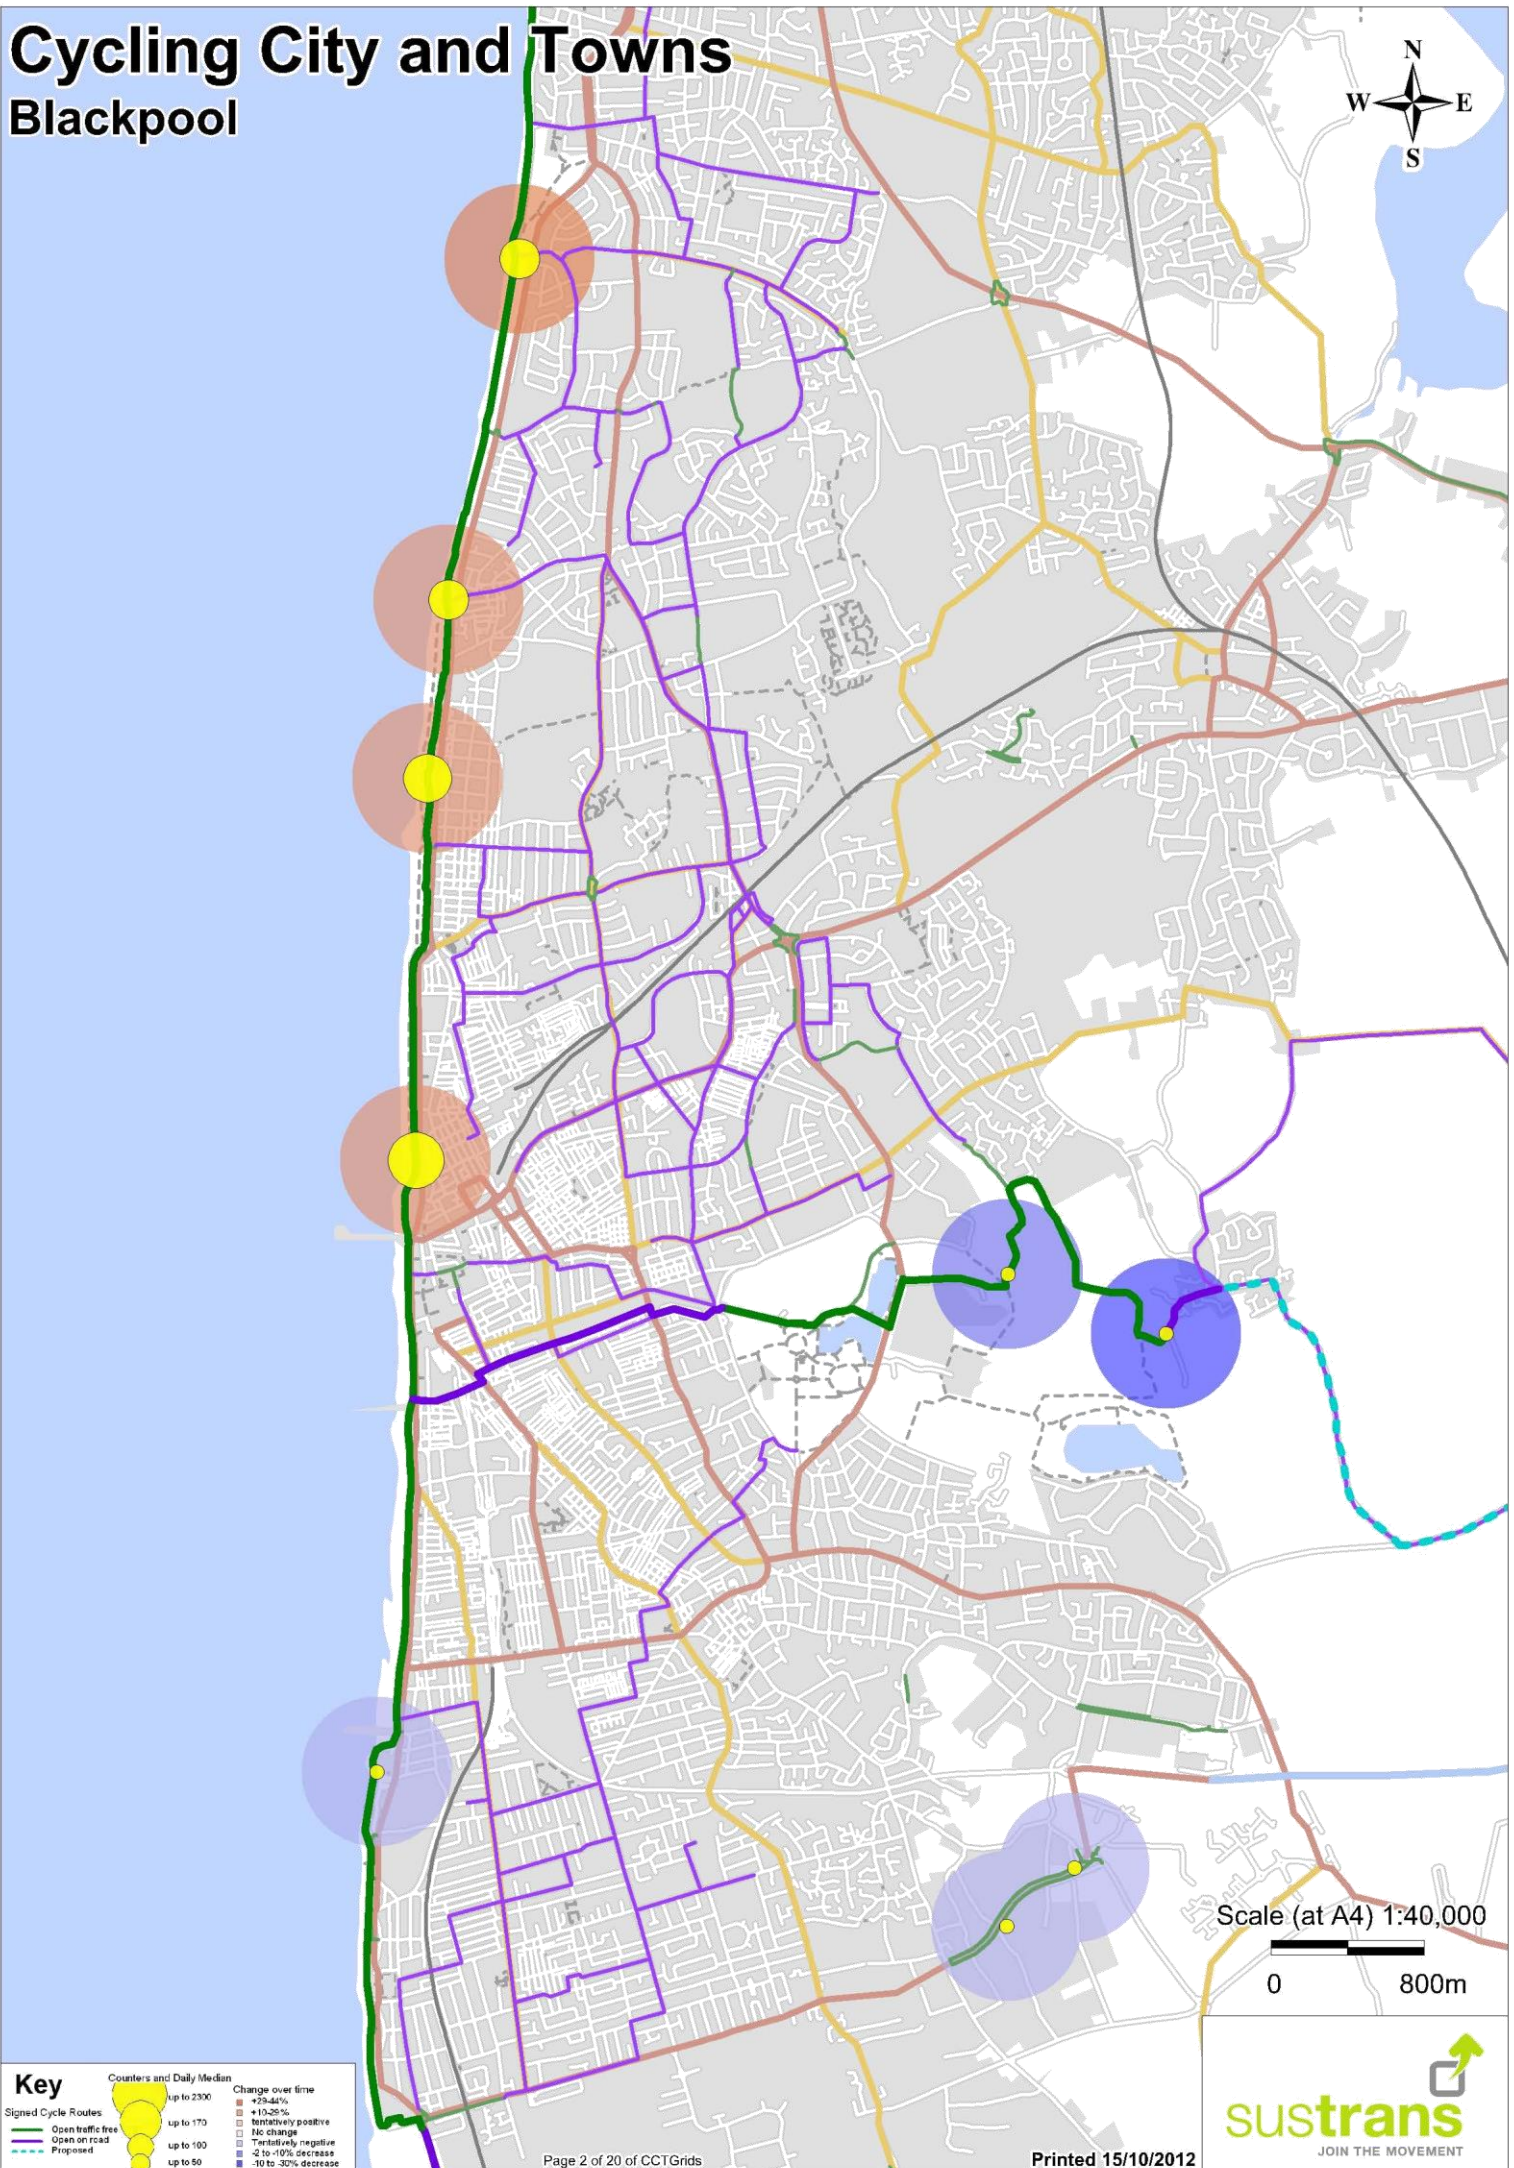 Cycling City and Towns
Blackpool
N
W E
S
Scale (at A4) 1:40,000
0 800m
Key
Signed Cycle Routes
Open traffic free
Open on road
Proposed
Counters and Daily Median
up to 2300
up to 170
up to 100
up to 50
Change over time
+29-44%
+10-29%
tentatively positive
No change
Tentatively negative
-2 to -10% decrease
-10 to -30% decrease
Page 2 of 20 of CCTGrids
Printed 15/10/2012
sustrans
JOIN THE MOVEMENT